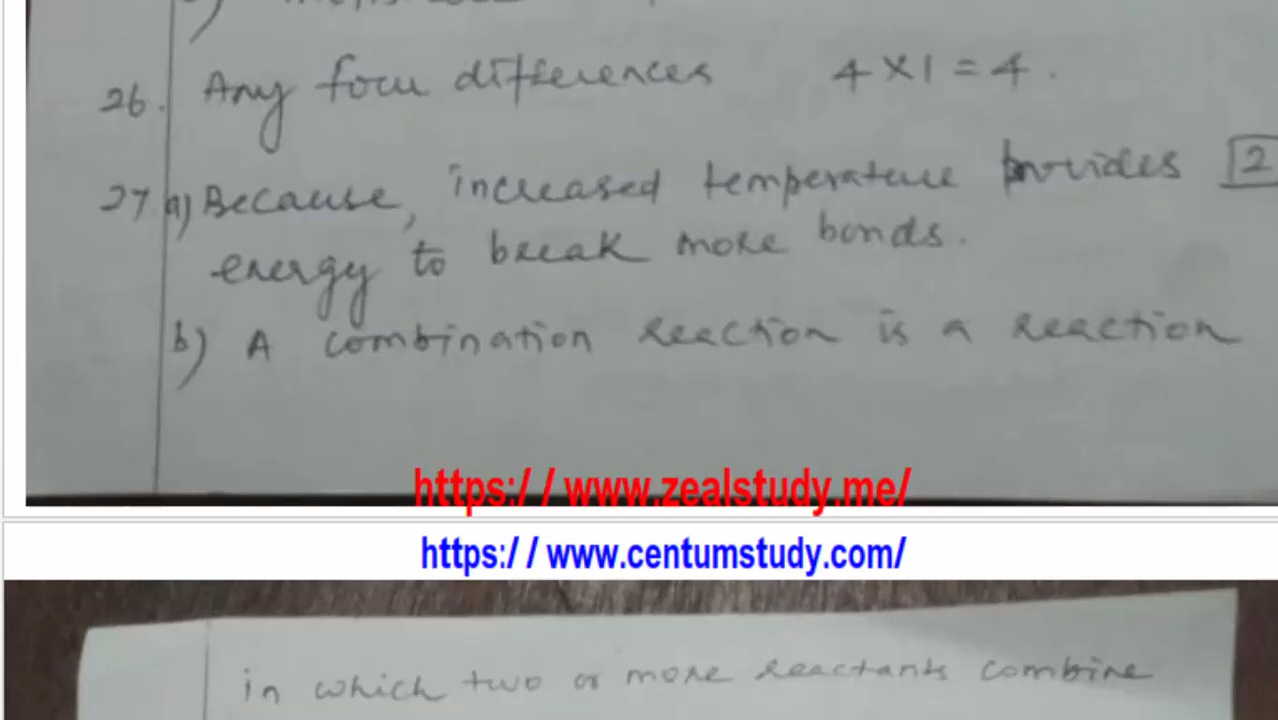 26. Any four differences 4 × 1 = 4.
27 a) Because, increased temperature provides 2
energy to break more bonds.
b) A combination reaction is a reaction
https:/ / www.zealstudy.me/
https:/ / www.centumstudy.com/
in which two or more reactants combine